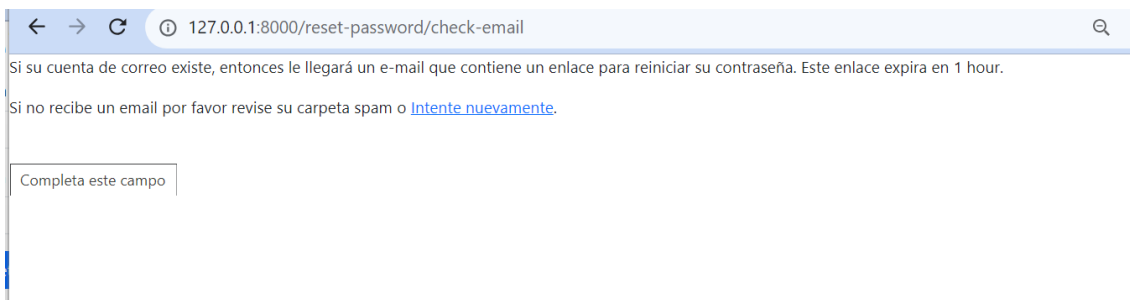 127.0.0.1:8000/reset-password/check-email
Si su cuenta de correo existe, entonces le llegará un e-mail que contiene un enlace para reiniciar su contraseña. Este enlace expira en 1 hour.
Si no recibe un email por favor revise su carpeta spam o Intente nuevamente.
Completa este campo